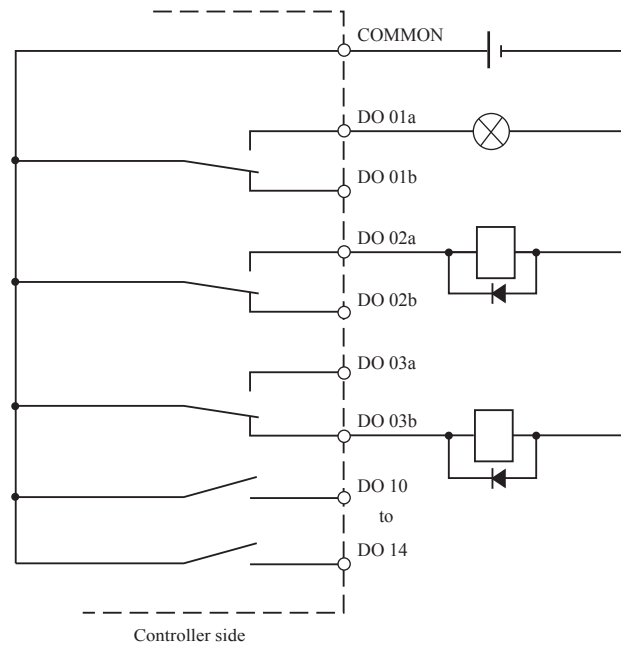 COMMON
DO 01a
DO 01b
DO 02a
DO 02b
DO 03a
DO 03b
DO 10
to
DO 14
Controller side